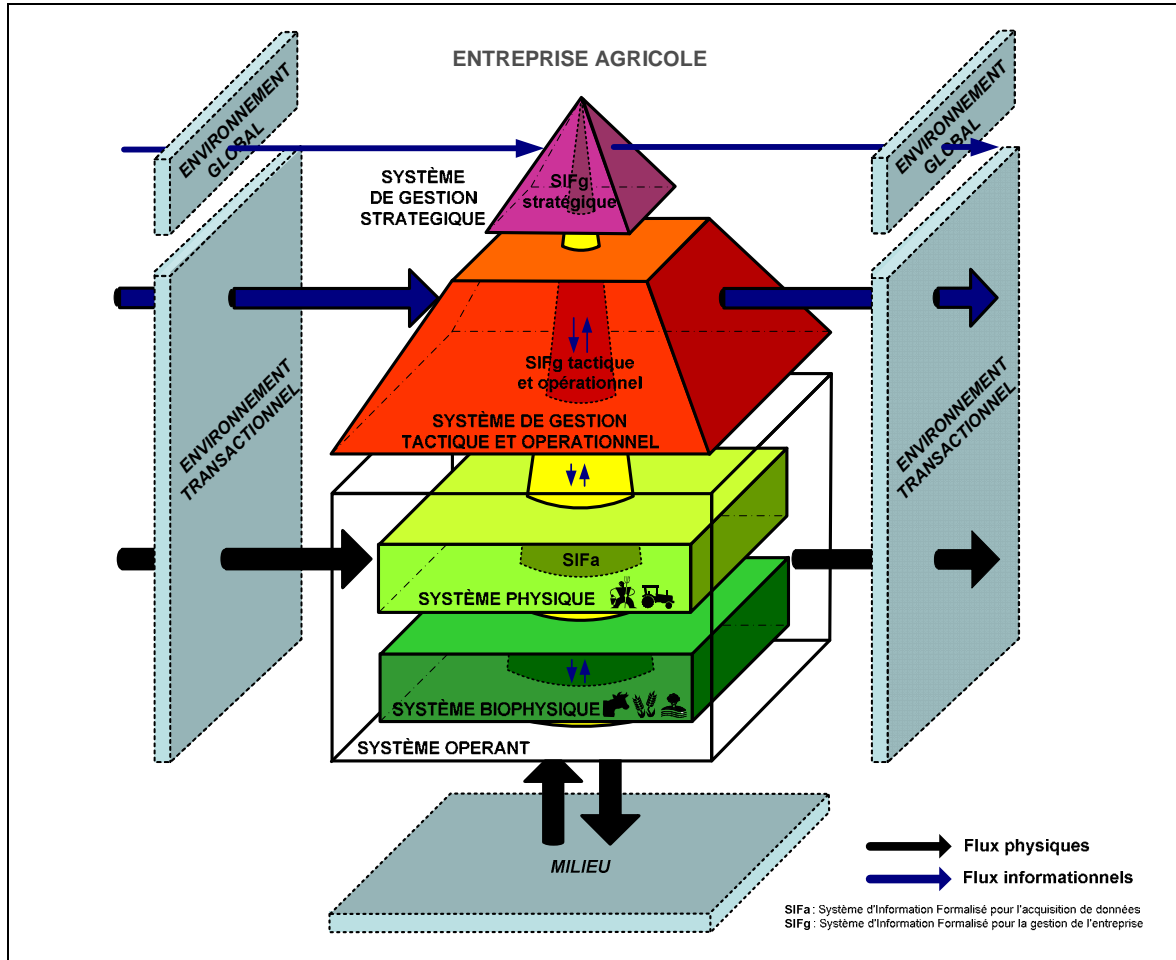 ENTREPRISE AGRICOLE
ENVIRONNEMENT
GLOBAL
ENVIRONNEMENT
GLOBAL
SYSTÈME
DE GESTION
STRATEGIQUE
SIFg
stratégique
ENVIRONNEMENT
TRANSACTIONNEL
ENVIRONNEMENT
TRANSACTIONNEL
SIFg tactique
et opérationnel
SYSTÈME DE GESTION
TACTIQUE ET OPERATIONNEL
SIFa
SYSTÈME PHYSIQUE
SYSTÈME BIOPHYSIQUE
SYSTÈME OPERANT
MILIEU
Flux physiques
Flux informationnels
SIFa : Système d'Information Formalisé pour l'acquisition de données
SIFg : Système d'Information Formalisé pour la gestion de l'entreprise